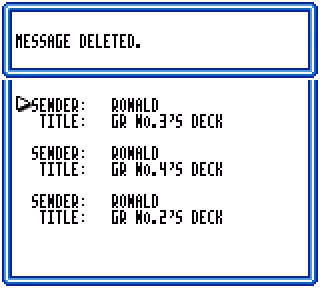 MESSAGE DELETED.
SENDER: RONALD
TITLE: GR No.3'S DECK
SENDER: RONALD
TITLE: GR No.4'S DECK
SENDER: RONALD
TITLE: GR No.2'S DECK